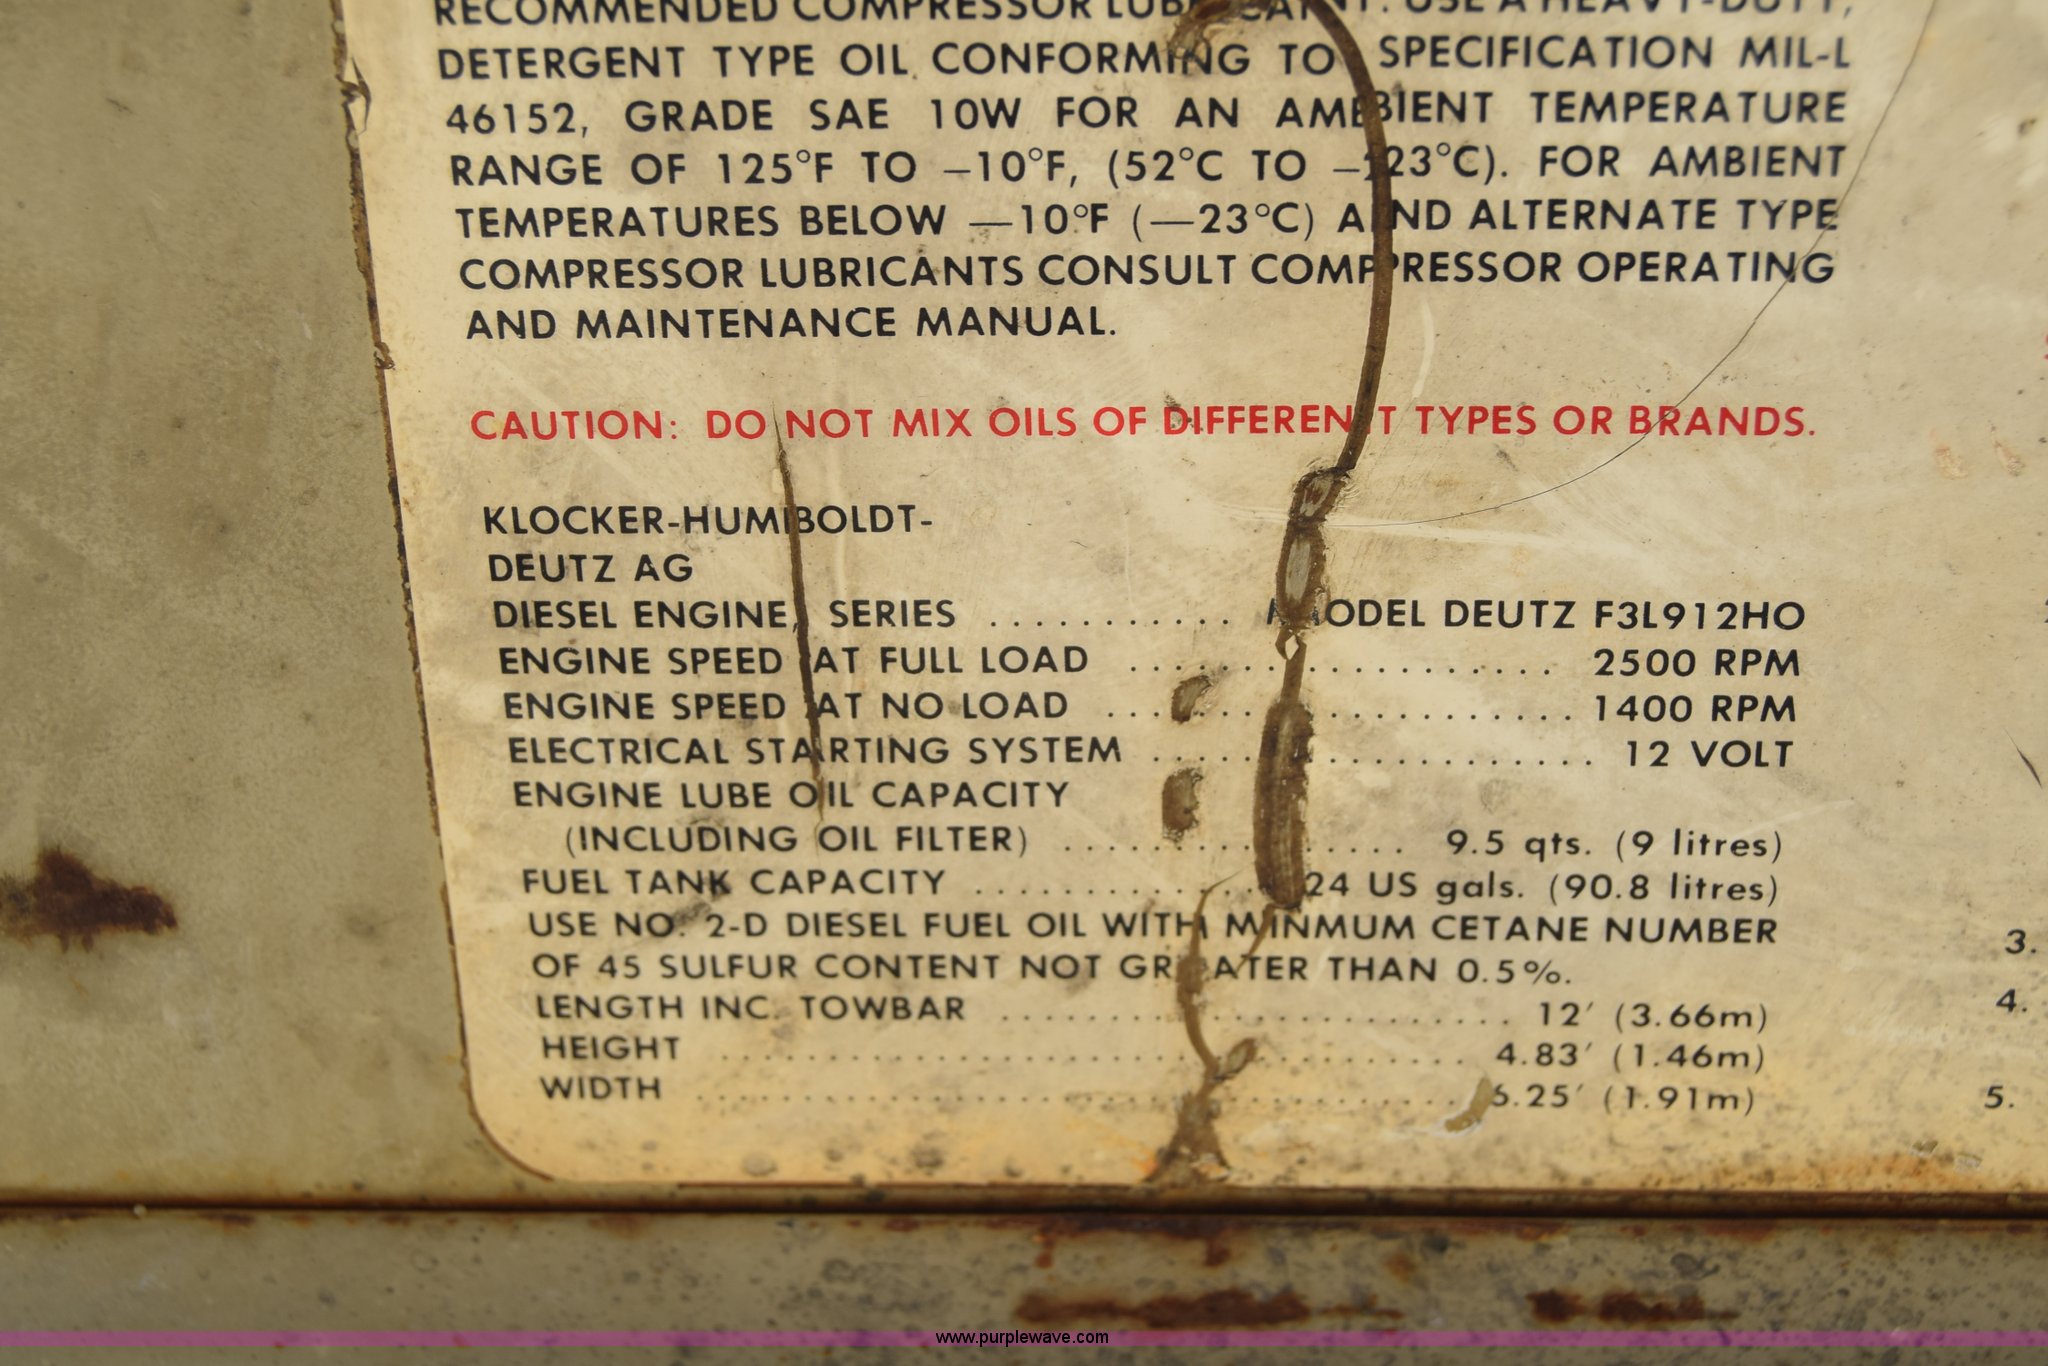 RECOMMENDED COMPRESSOR LUBRICANT: USE A HEAVY-DUTY,
DETERGENT TYPE OIL CONFORMING TO SPECIFICATION MIL-L
46152, GRADE SAE 10W FOR AN AMBIENT TEMPERATURE
RANGE OF 125°F TO –10°F, (52°C TO –23°C). FOR AMBIENT
TEMPERATURES BELOW —10°F (—23°C) AND ALTERNATE TYPE
COMPRESSOR LUBRICANTS CONSULT COMPRESSOR OPERATING
AND MAINTENANCE MANUAL.
CAUTION: DO NOT MIX OILS OF DIFFERENT TYPES OR BRANDS.
KLOCKER-HUMBOLDT-
DEUTZ AG
DIESEL ENGINE, SERIES ........... MODEL DEUTZ F3L912HO
ENGINE SPEED AT FULL LOAD .................... 2500 RPM
ENGINE SPEED AT NO LOAD ...................... 1400 RPM
ELECTRICAL STARTING SYSTEM .................... 12 VOLT
ENGINE LUBE OIL CAPACITY
(INCLUDING OIL FILTER) ................ 9.5 qts. (9 litres)
FUEL TANK CAPACITY .............. 24 US gals. (90.8 litres)
USE NO. 2-D DIESEL FUEL OIL WITH MINMUM CETANE NUMBER
OF 45 SULFUR CONTENT NOT GREATER THAN 0.5%.
LENGTH INC. TOWBAR ........................ 12′ (3.66m)
HEIGHT .................................... 4.83′ (1.46m)
WIDTH ..................................... 6.25′ (1.91m)
3.
4.
5.
www.purplewave.com